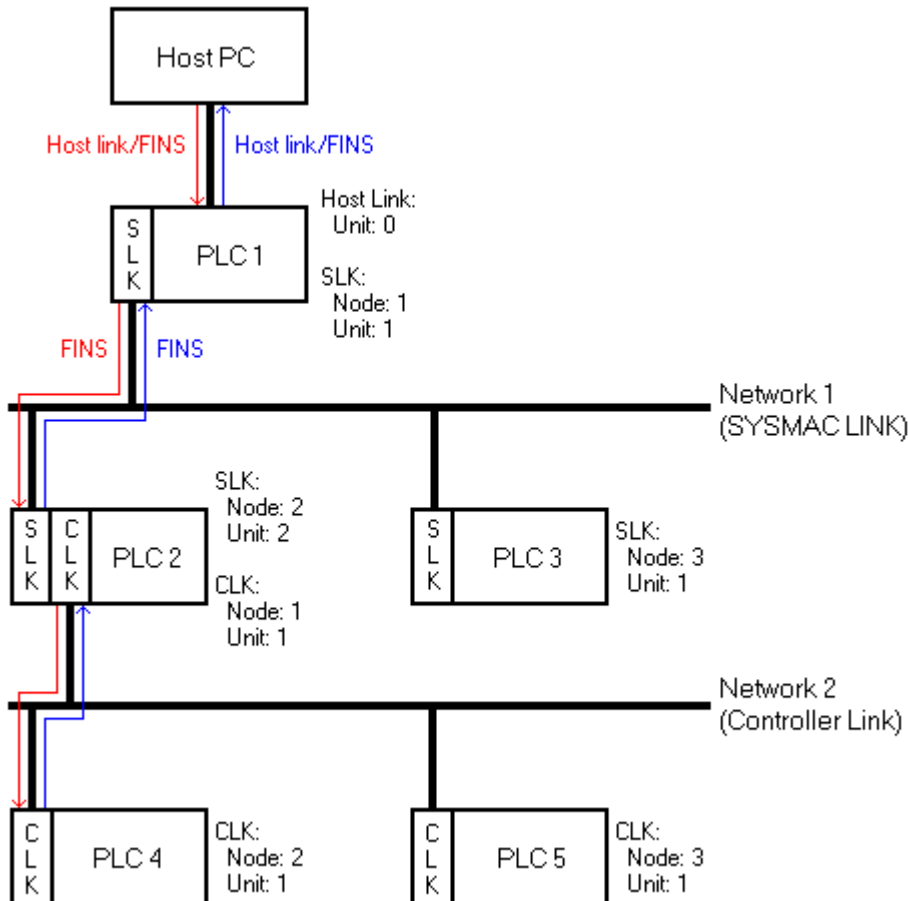 Host PC
Host link/FINS
Host link/FINS
Host Link:
Unit: 0
S
L
K
PLC 1
SLK:
Node: 1
Unit: 1
FINS
FINS
Network 1
(SYSMAC LINK)
SLK:
Node: 2
Unit: 2
S
L
K
C
L
K
PLC 2
CLK:
Node: 1
Unit: 1
S
L
K
PLC 3
SLK:
Node: 3
Unit: 1
Network 2
(Controller Link)
C
L
K
PLC 4
CLK:
Node: 2
Unit: 1
C
L
K
PLC 5
CLK:
Node: 3
Unit: 1